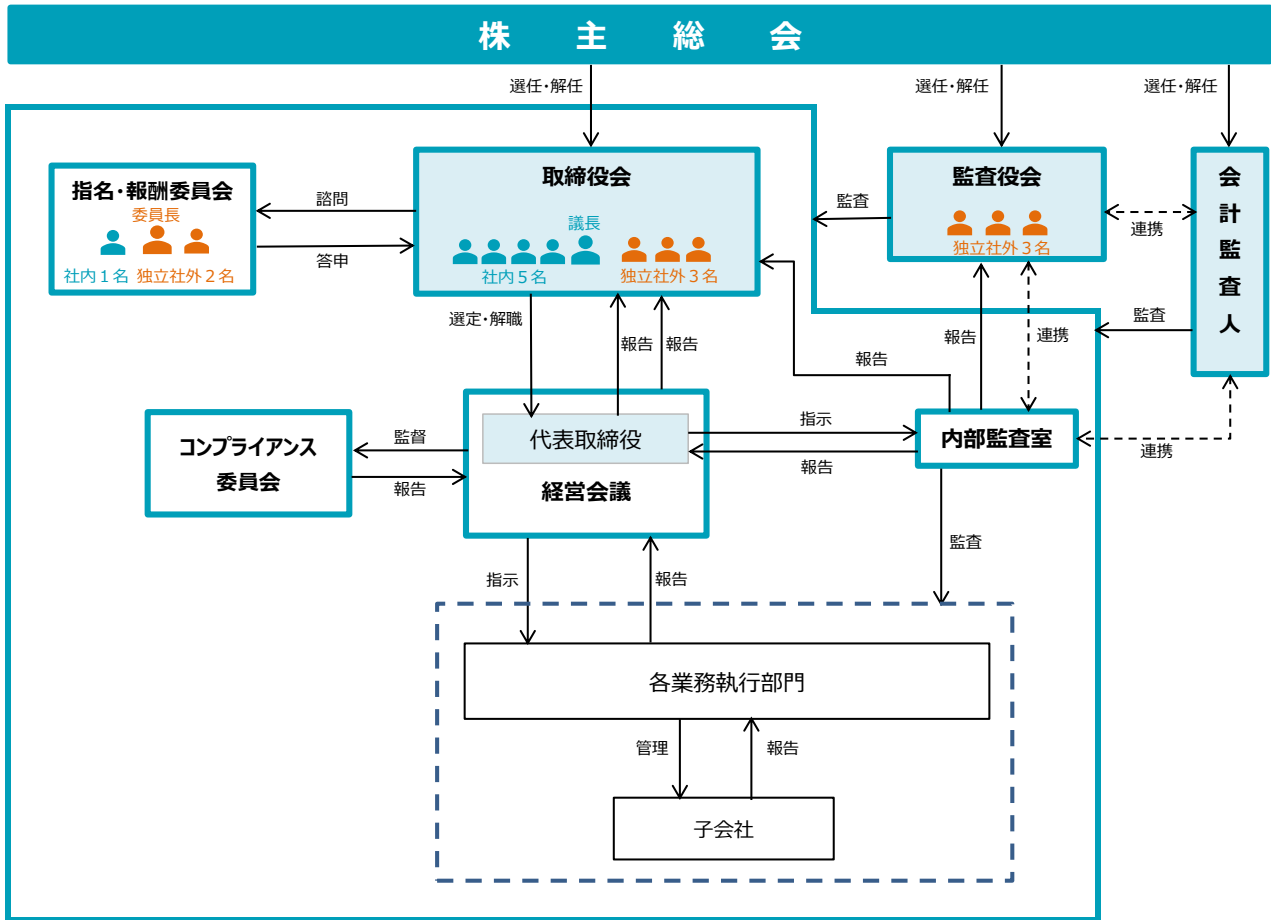 株主総会
選任・解任
選任・解任
選任・解任
指名・報酬委員会
委員長
社内1名 独立社外2名
諮問
答申
取締役会
議長
社内5名
独立社外3名
監査
監査役会
独立社外3名
連携
会計監査人
監査
選定・解職
報告
報告
報告
報告
連携
コンプライアンス
委員会
監督
報告
代表取締役
経営会議
指示
報告
内部監査室
連携
指示
報告
監査
各業務執行部門
管理
報告
子会社